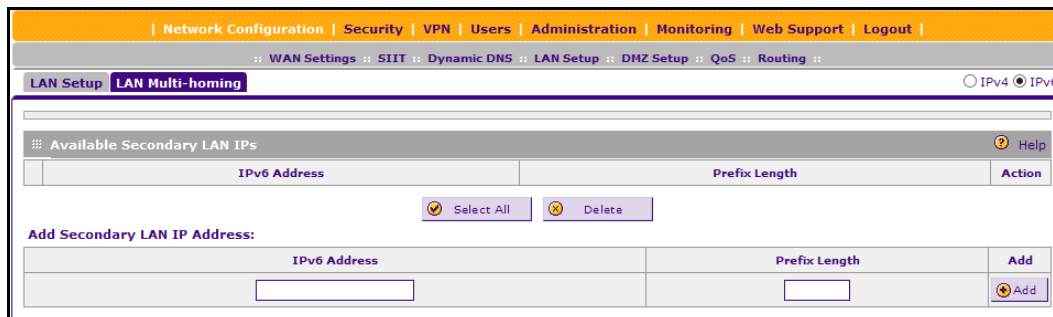 | Network Configuration | Security | VPN | Users | Administration | Monitoring | Web Support | Logout |
:: WAN Settings :: SIIT :: Dynamic DNS :: LAN Setup :: DMZ Setup :: QoS :: Routing ::
LAN Setup LAN Multi-homing IPv4 IPv6
Available Secondary LAN IPs Help
IPv6 Address Prefix Length Action
Select All Delete
Add Secondary LAN IP Address:
IPv6 Address Prefix Length Add
Add